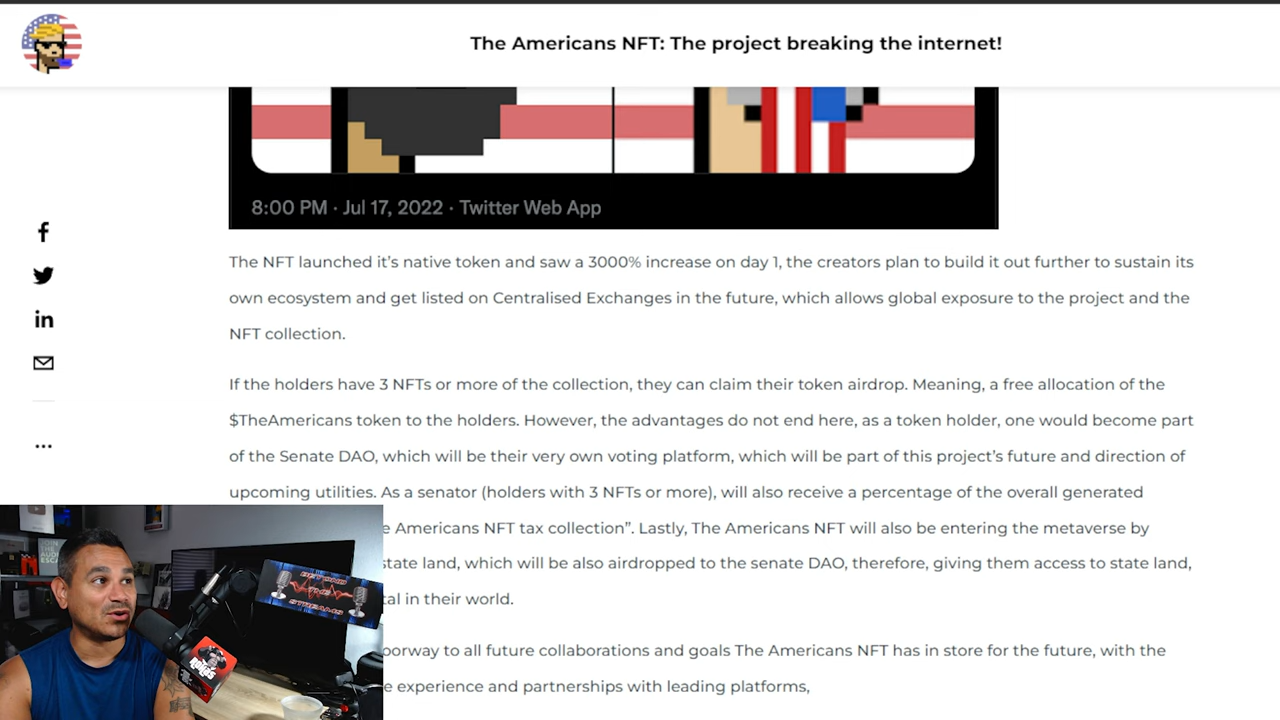 The Americans NFT: The project breaking the internet!
8:00 PM · Jul 17, 2022 · Twitter Web App
The NFT launched it’s native token and saw a 3000% increase on day 1, the creators plan to build it out further to sustain its
own ecosystem and get listed on Centralised Exchanges in the future, which allows global exposure to the project and the
NFT collection.
If the holders have 3 NFTs or more of the collection, they can claim their token airdrop. Meaning, a free allocation of the
$TheAmericans token to the holders. However, the advantages do not end here, as a token holder, one would become part
of the Senate DAO, which will be their very own voting platform, which will be part of this project’s future and direction of
upcoming utilities. As a senator (holders with 3 NFTs or more), will also receive a percentage of the overall generated
e Americans NFT tax collection”. Lastly, The Americans NFT will also be entering the metaverse by
state land, which will be also airdropped to the senate DAO, therefore, giving them access to state land,
tal in their world.
oorway to all future collaborations and goals The Americans NFT has in store for the future, with the
e experience and partnerships with leading platforms,
BEYOND
THE
STREAMS